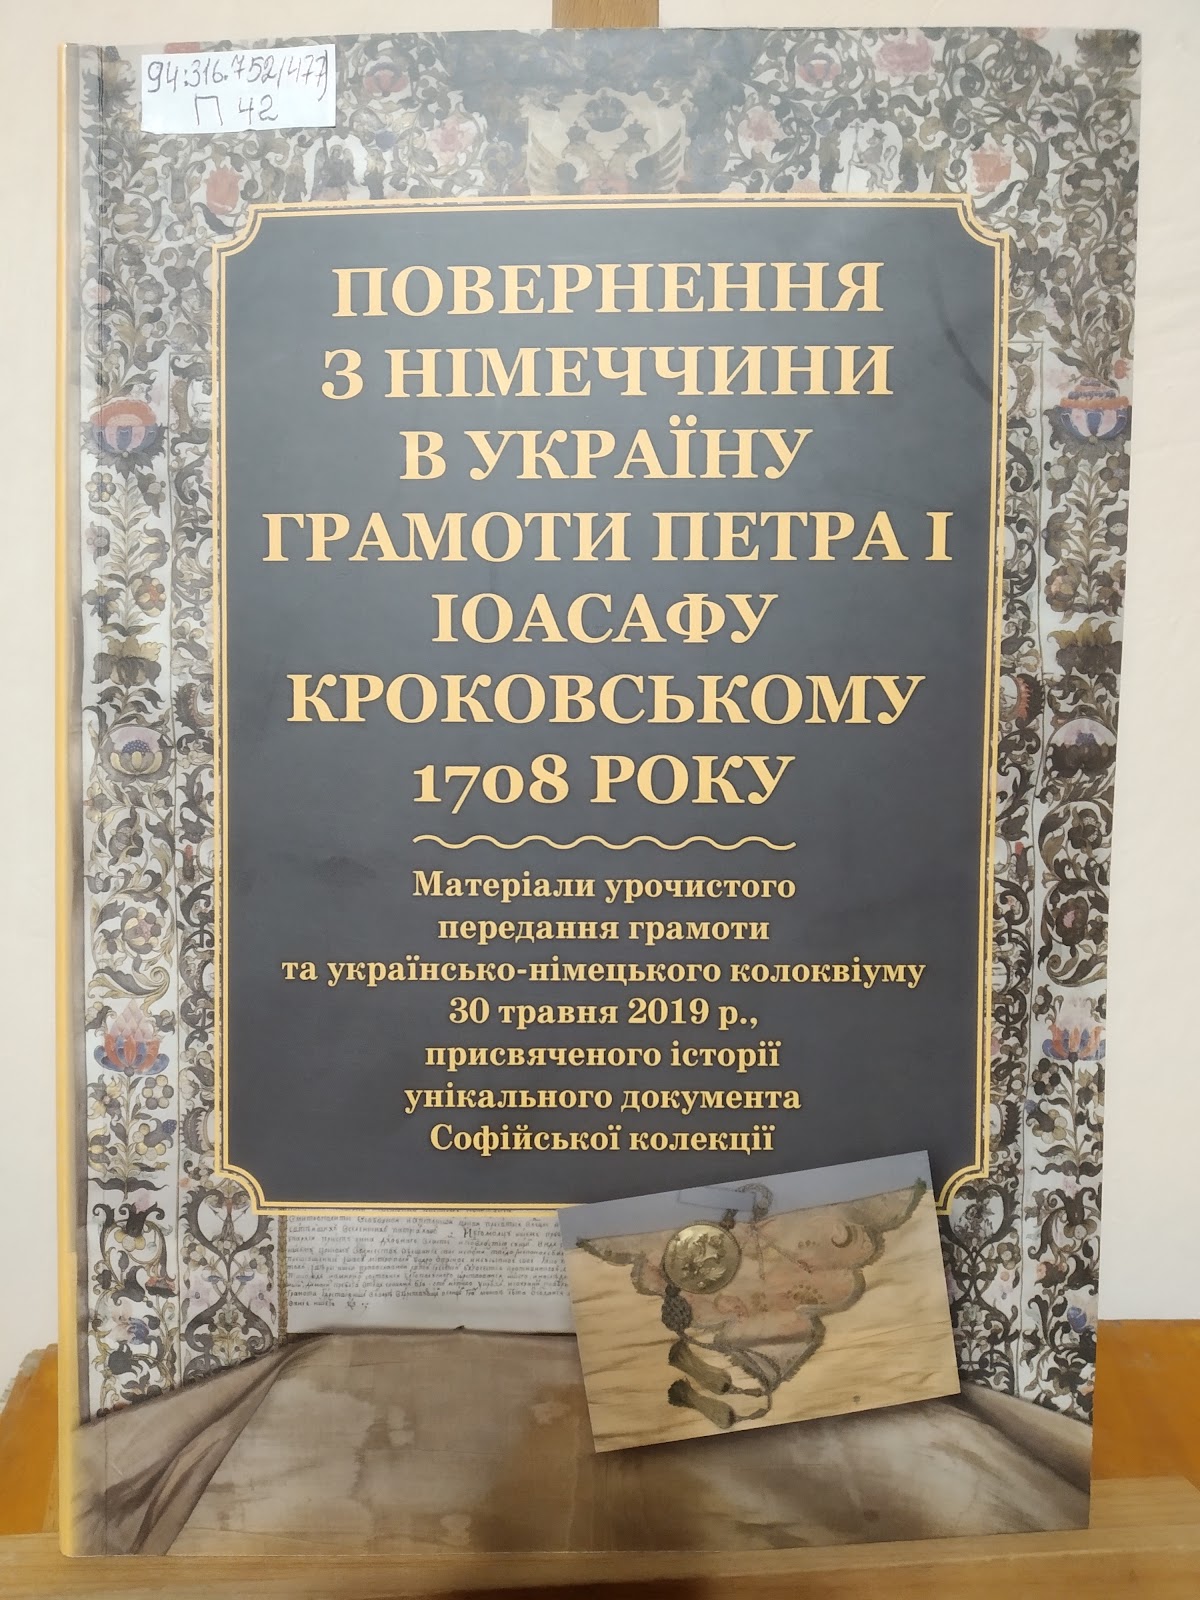 94:316.752(477)
П 42
ПОВЕРНЕННЯ
З НІМЕЧЧИНИ
В УКРАЇНУ
ГРАМОТИ ПЕТРА І
ІОАСАФУ
КРОКОВСЬКОМУ
1708 РОКУ
Матеріали урочистого
передання грамоти
та українсько-німецького колоквіуму
30 травня 2019 р.,
присвяченого історії
унікального документа
Софійської колекції